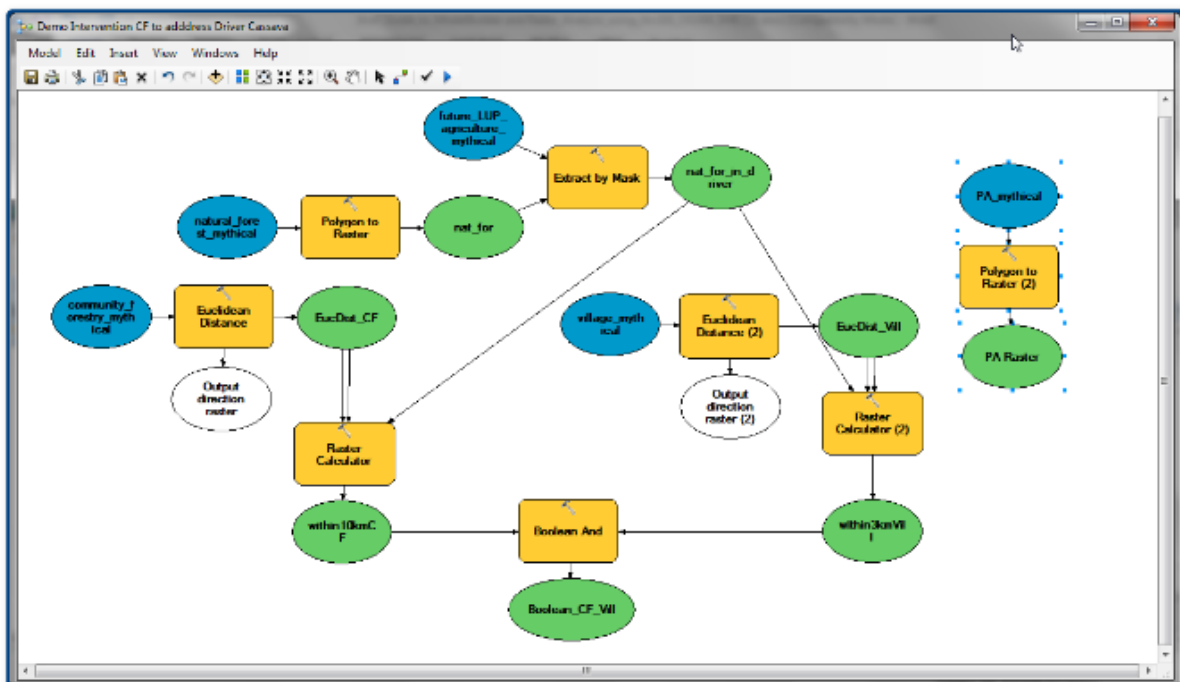 Demo Intervention CF to adddress Driver Cassava
Model Edit Insert View Windows Help
future_LUP_
agriculture_
mythical
Extract by Mask
nat_for_in_d
river
PA_mythical
natural_fore
st_mythical
Polygon to
Raster
nat_for
Polygon to
Raster (2)
community_f
orestry_myth
ical
Euclidean
Distance
EucDist_CF
village_myth
ical
Euclidean
Distance (2)
EucDist_Vill
PA Raster
Output
direction
raster
Output
direction
raster (2)
Raster
Calculator
Raster
Calculator (2)
within10kmC
F
Boolean And
within3kmVil
l
Boolean_CF_Vill